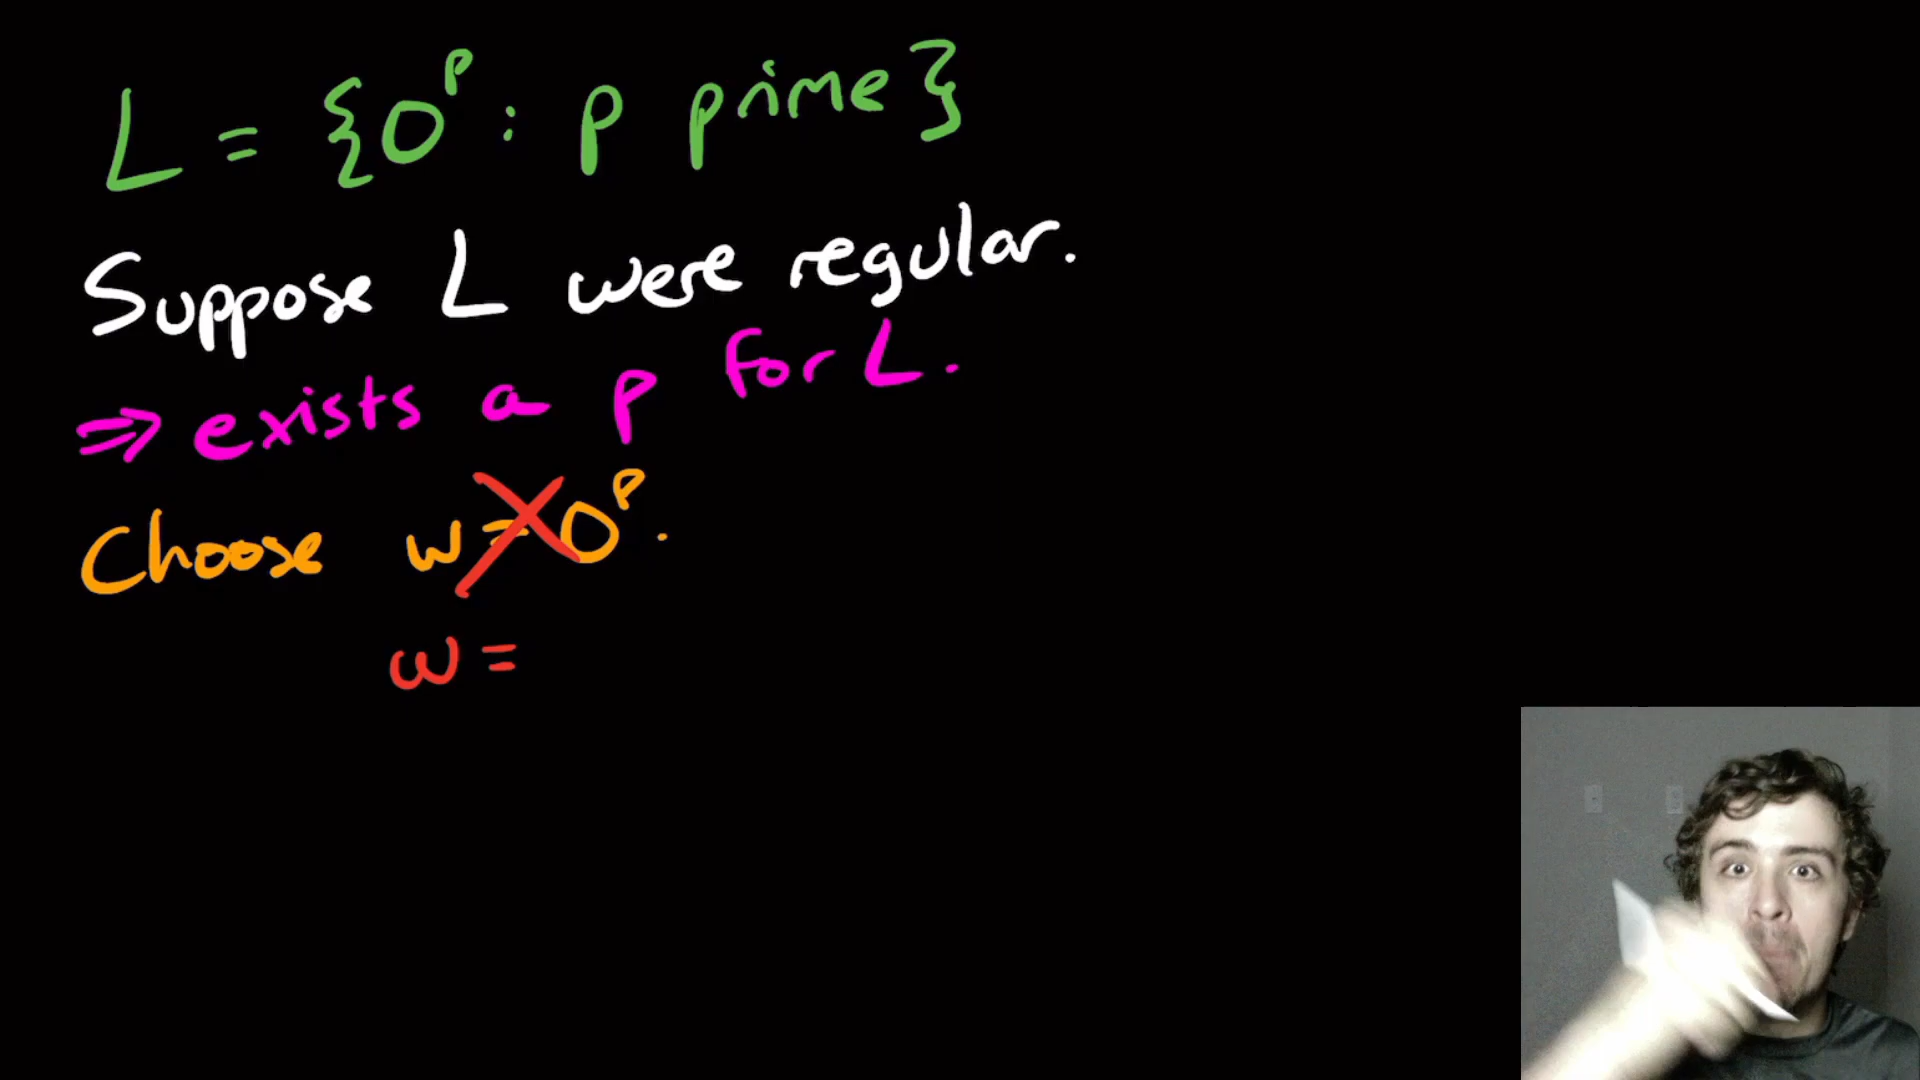 L = {0^p : p prime}
Suppose L were regular.
⇒ exists a p for L.
Choose w = 0^p.
w =